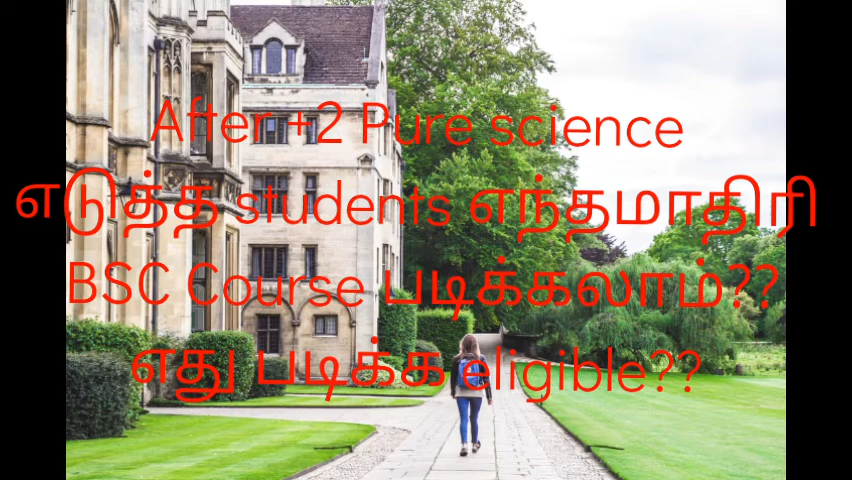 After +2 Pure science
எடுத்த students எந்தமாதிரி
BSC Course படிக்கலாம்??
எது படிக்க eligible??